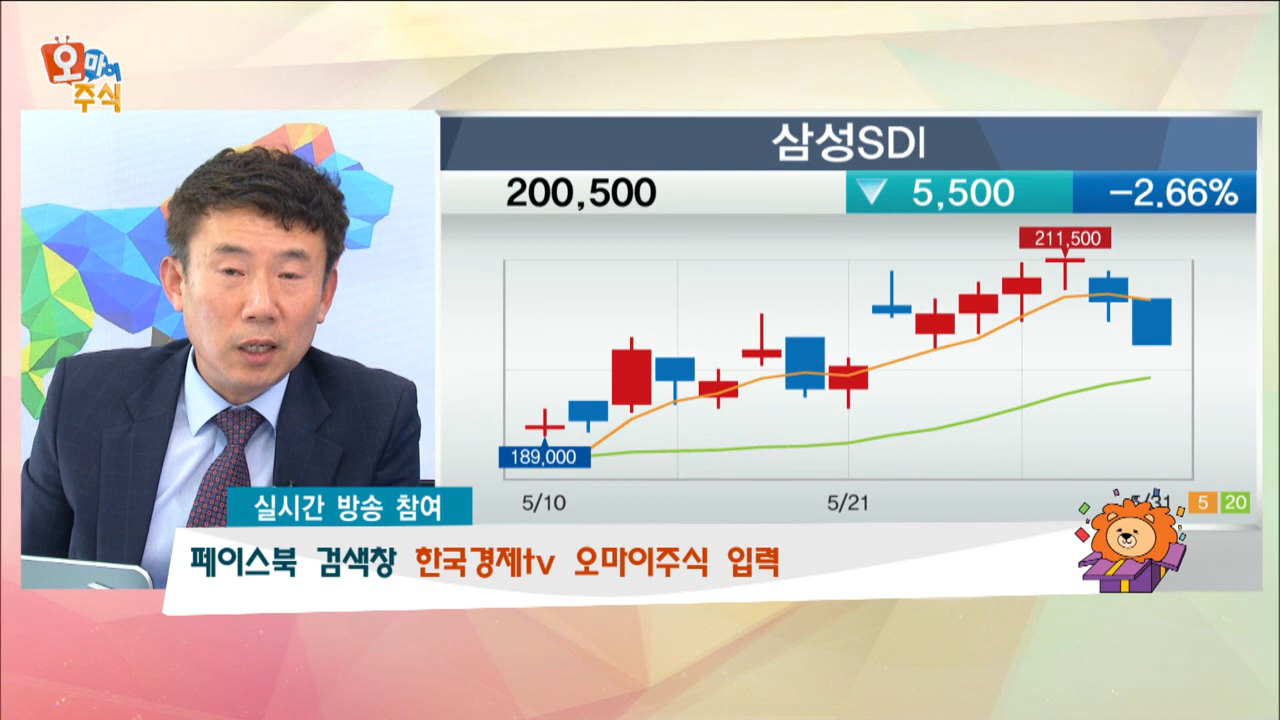 오마이
주식
삼성SDI
200,500 ▼ 5,500 -2.66%
211,500
189,000
5/10 5/21 5/31 5 20
실시간 방송 참여
페이스북 검색창 한국경제tv 오마이주식 입력